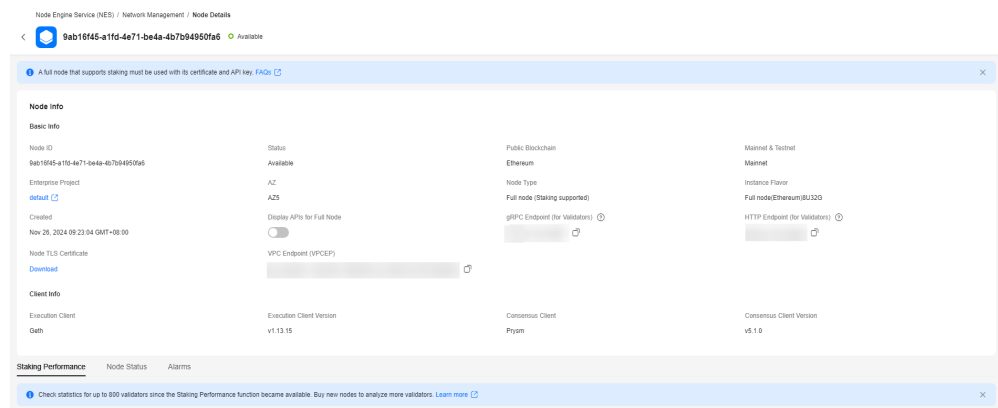 Node Engine Service (NES) / Network Management / Node Details
9ab16f45-a1fd-4e71-be4a-4b7b94950fa6 Available
A full node that supports staking must be used with its certificate and API key. FAQs
Node Info
Basic Info
Node ID Status Public Blockchain Mainnet & Testnet
9ab16f45-a1fd-4e71-be4a-4b7b94950fa6 Available Ethereum Mainnet
Enterprise Project AZ Node Type Instance Flavor
default AZ5 Full node (Staking supported) Full node(Ethereum)8U32G
Created Display APIs for Full Node gRPC Endpoint (for Validators) HTTP Endpoint (for Validators)
Nov 26, 2024 09:23:04 GMT+08:00
Node TLS Certificate VPC Endpoint (VPCEP)
Download
Client Info
Execution Client Execution Client Version Consensus Client Consensus Client Version
Geth v1.13.15 Prysm v5.1.0
Staking Performance Node Status Alarms
Check statistics for up to 800 validators since the Staking Performance function became available. Buy new nodes to analyze more validators. Learn more